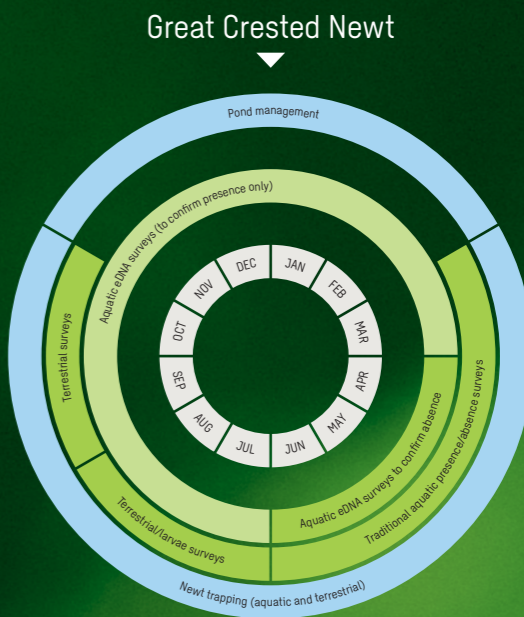 Great Crested Newt
Pond management
Aquatic eDNA surveys (to confirm presence only)
JAN
FEB
MAR
APR
MAY
JUN
JUL
AUG
SEP
OCT
NOV
DEC
Terrestrial surveys
Aquatic eDNA surveys to confirm absence
Traditional aquatic presence/absence surveys
Terrestrial/larvae surveys
Newt trapping (aquatic and terrestrial)